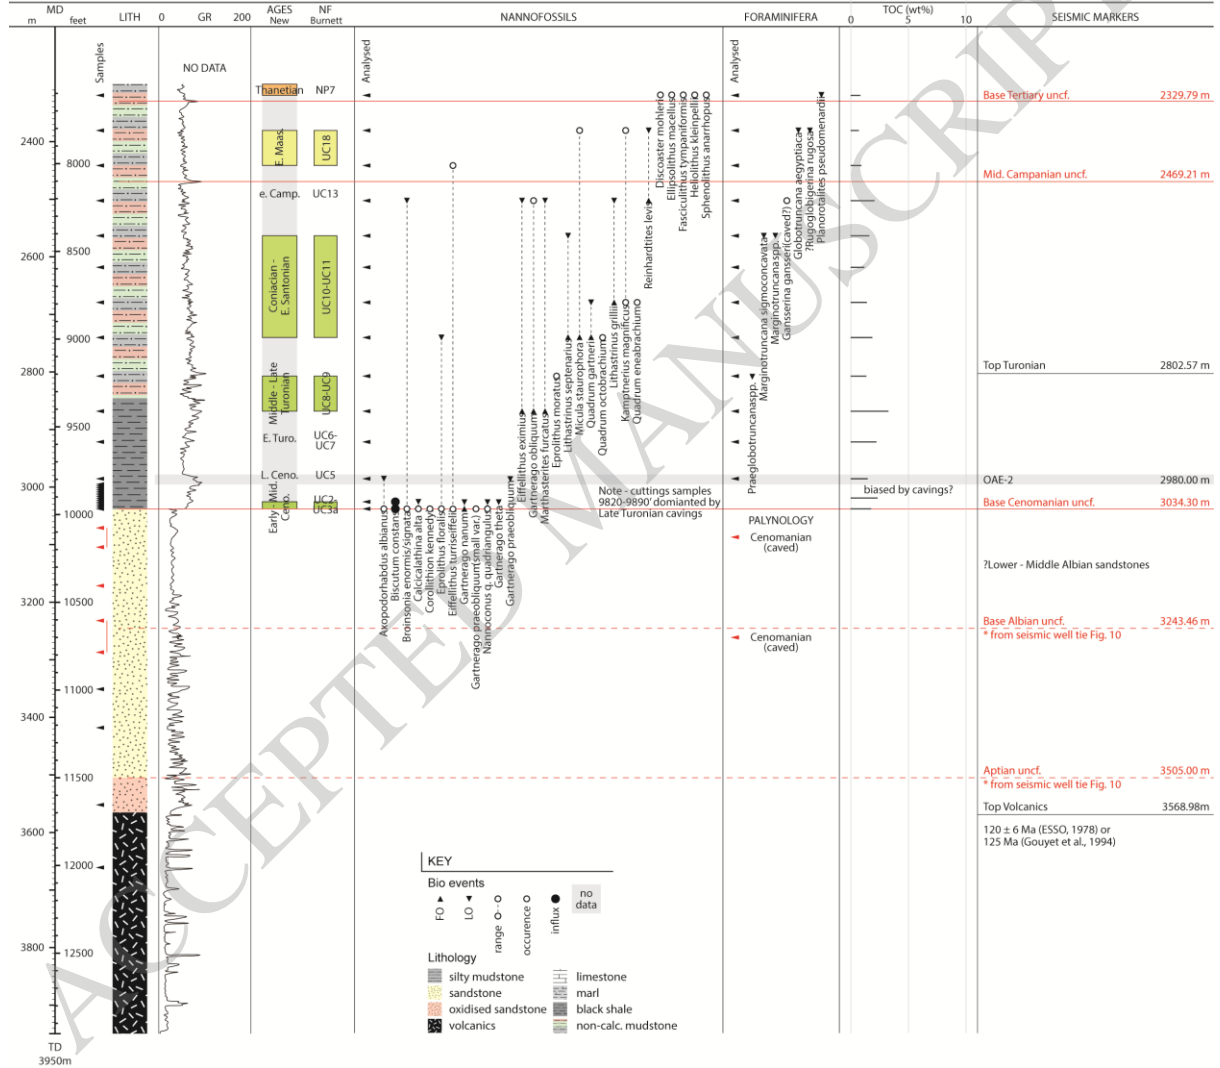 MD
m feet
Samples
LITH
0 GR 200
AGES
New
NF
Burnett
NANNOFOSSILS
Analysed
FORAMINIFERA
Analysed
TOC (wt%)
0 5 10
SEISMIC MARKERS
NO DATA
Thanetian NP7
E. Maas. UC18
e. Camp. UC13
Coniacian -
E. Santonian
UC10-UC11
Middle - Late
Turonian
UC8-UC9
E. Turo. UC6-
UC7
L. Ceno. UC5
Early - Mid.
Ceno.
UC2-
UC3a
2400
2600
2800
3000
3200
3400
3600
3800
8000
8500
9000
9500
10000
10500
11000
11500
12000
12500
TD
3950m
Axopodorhabdus albianus
Biscutum constans
Broinsonia enormis/signata
Calcicalathina alta
Corollithion kennedyi
Eprolithus floralis
Eiffellithus turriseiffelii
Gartnerago nanum
Gartnerago praeobliquum(small var.)
Nannoconus q. quadriangulus
Gartnerago theta
Gartnerago praeobliquum
Eiffellithus eximius
Gartnerago obliquum
Marthasterites furcatus
Eprolithus moratus
Lithastrinus septenarius
Micula staurophora
Quadrum gartneri
Quadrum octobrachium
Lithastrinus grillii
Kamptnerius magnificus
Quadrum eneabrachium
Reinhardtites levis
Discoaster mohleri
Ellipsolithus macellus
Fasciculithus tympaniformis
Heliolithus kleinpellii
Sphenolithus anarrhopus
Note - cuttings samples
9820-9890' domianted by
Late Turonian cavings
Praeglobotruncanaspp.
Marginotruncana sigmoconcavata
Marginotruncanaspp.
Gansserina gansseri(caved?)
Globotruncana aegyptiaca
?Rugoglobigerina rugosa
Planorotalites pseudomenardii
PALYNOLOGY
Cenomanian
(caved)
Cenomanian
(caved)
biased by cavings?
Base Tertiary uncf. 2329.79 m
Mid. Campanian uncf. 2469.21 m
Top Turonian 2802.57 m
OAE-2 2980.00 m
Base Cenomanian uncf. 3034.30 m
?Lower - Middle Albian sandstones
Base Albian uncf. 3243.46 m
* from seismic well tie Fig. 10
Aptian uncf. 3505.00 m
* from seismic well tie Fig. 10
Top Volcanics 3568.98m
120 ± 6 Ma (ESSO, 1978) or
125 Ma (Gouyet et al., 1994)
KEY
Bio events
FO
LO
range
occurence
influx
no
data
Lithology
silty mudstone
sandstone
oxidised sandstone
volcanics
limestone
marl
black shale
non-calc. mudstone
ACCEPTED MANUSCRIP